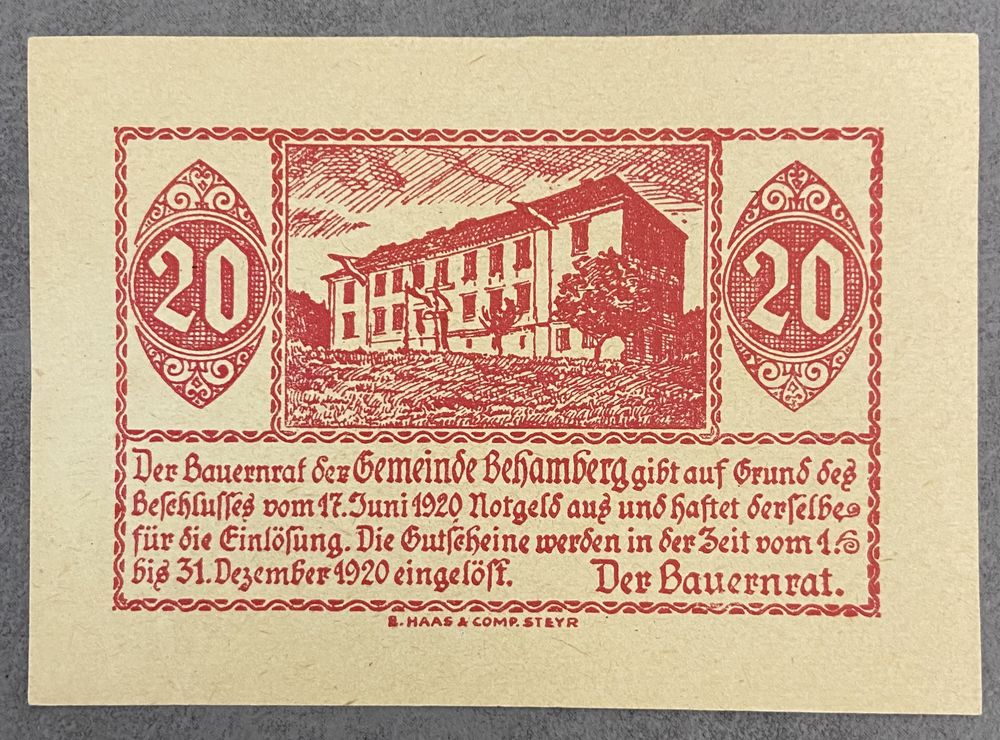 20 20
Der Bauernrat der Gemeinde Behamberg gibt auf Grund des
Beschlusses vom 17. Juni 1920 Notgeld aus und haftet derselbe
für die Einlösung. Die Gutscheine werden in der Zeit vom 1.
bis 31. Dezember 1920 eingelöst. Der Bauernrat.
HAAS & COMP. STEYR